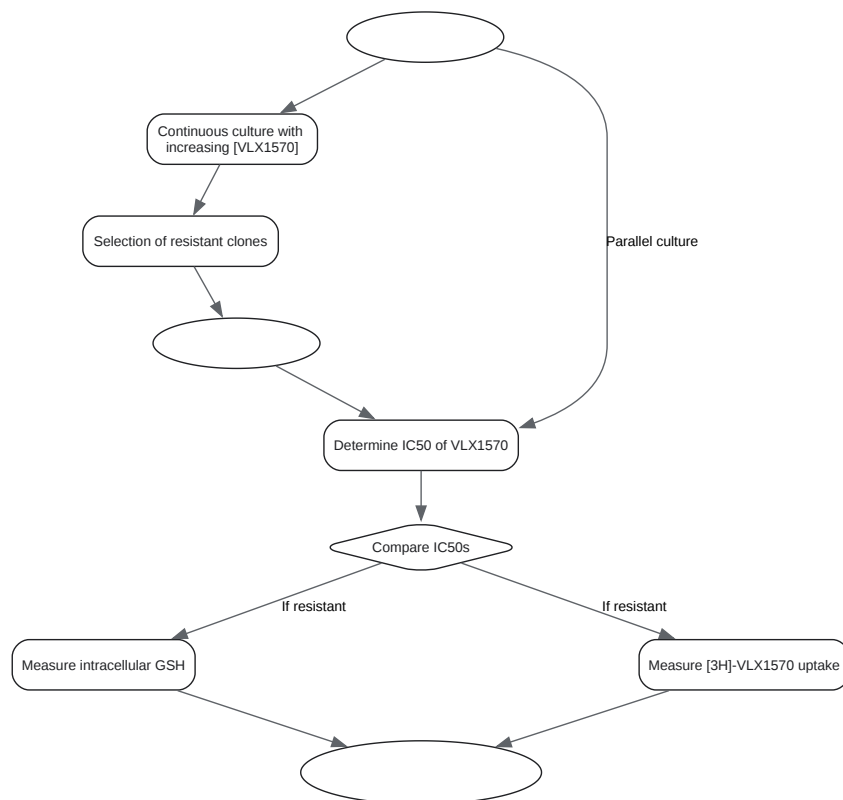 Continuous culture with
increasing [VLX1570]
Selection of resistant clones
Parallel culture
Determine IC50 of VLX1570
Compare IC50s
If resistant
If resistant
Measure intracellular GSH
Measure [3H]-VLX1570 uptake